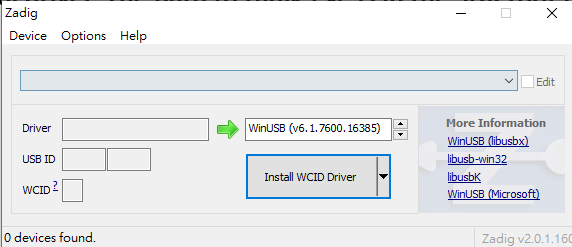 Zadig
Device Options Help
Edit
Driver
WinUSB (v6.1.7600.16385)
More Information
WinUSB (libusbx)
USB ID
libusb-win32
Install WCID Driver
libusbK
WCID ?
WinUSB (Microsoft)
0 devices found.
Zadig v2.0.1.160